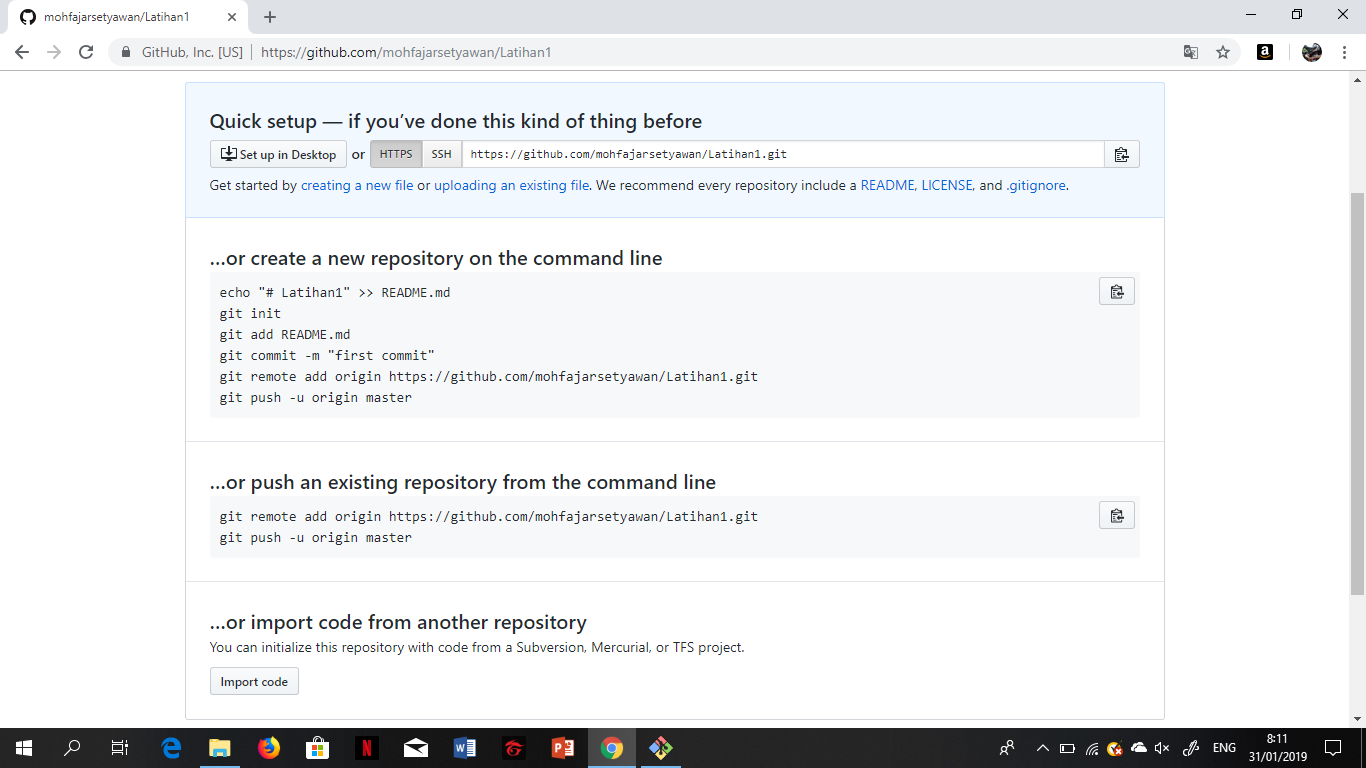 mohfajarsetyawan/Latihan1
GitHub, Inc. [US] | https://github.com/mohfajarsetyawan/Latihan1
Quick setup — if you’ve done this kind of thing before
Set up in Desktop or HTTPS SSH https://github.com/mohfajarsetyawan/Latihan1.git
Get started by creating a new file or uploading an existing file. We recommend every repository include a README, LICENSE, and .gitignore.
…or create a new repository on the command line
echo "# Latihan1" >> README.md
git init
git add README.md
git commit -m "first commit"
git remote add origin https://github.com/mohfajarsetyawan/Latihan1.git
git push -u origin master
…or push an existing repository from the command line
git remote add origin https://github.com/mohfajarsetyawan/Latihan1.git
git push -u origin master
…or import code from another repository
You can initialize this repository with code from a Subversion, Mercurial, or TFS project.
Import code
ENG
8:11
31/01/2019